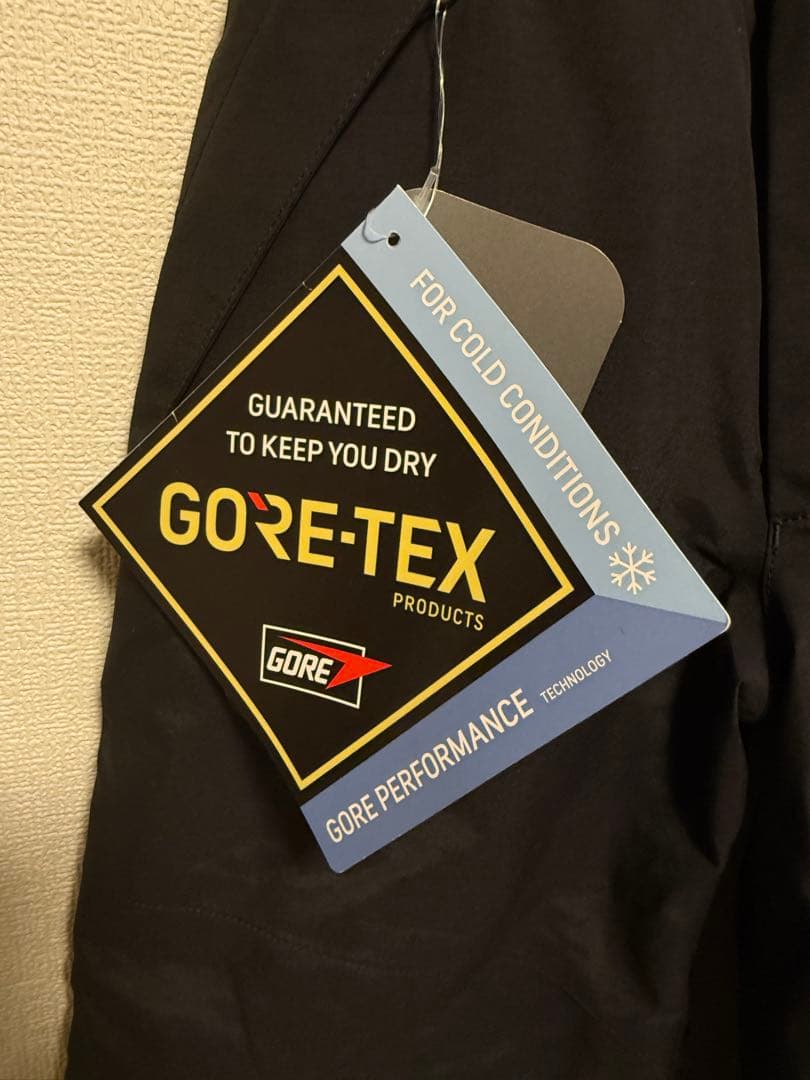 FOR COLD CONDITIONS
GUARANTEED
TO KEEP YOU DRY
GORE-TEX
PRODUCTS
GORE
GORE PERFORMANCE TECHNOLOGY